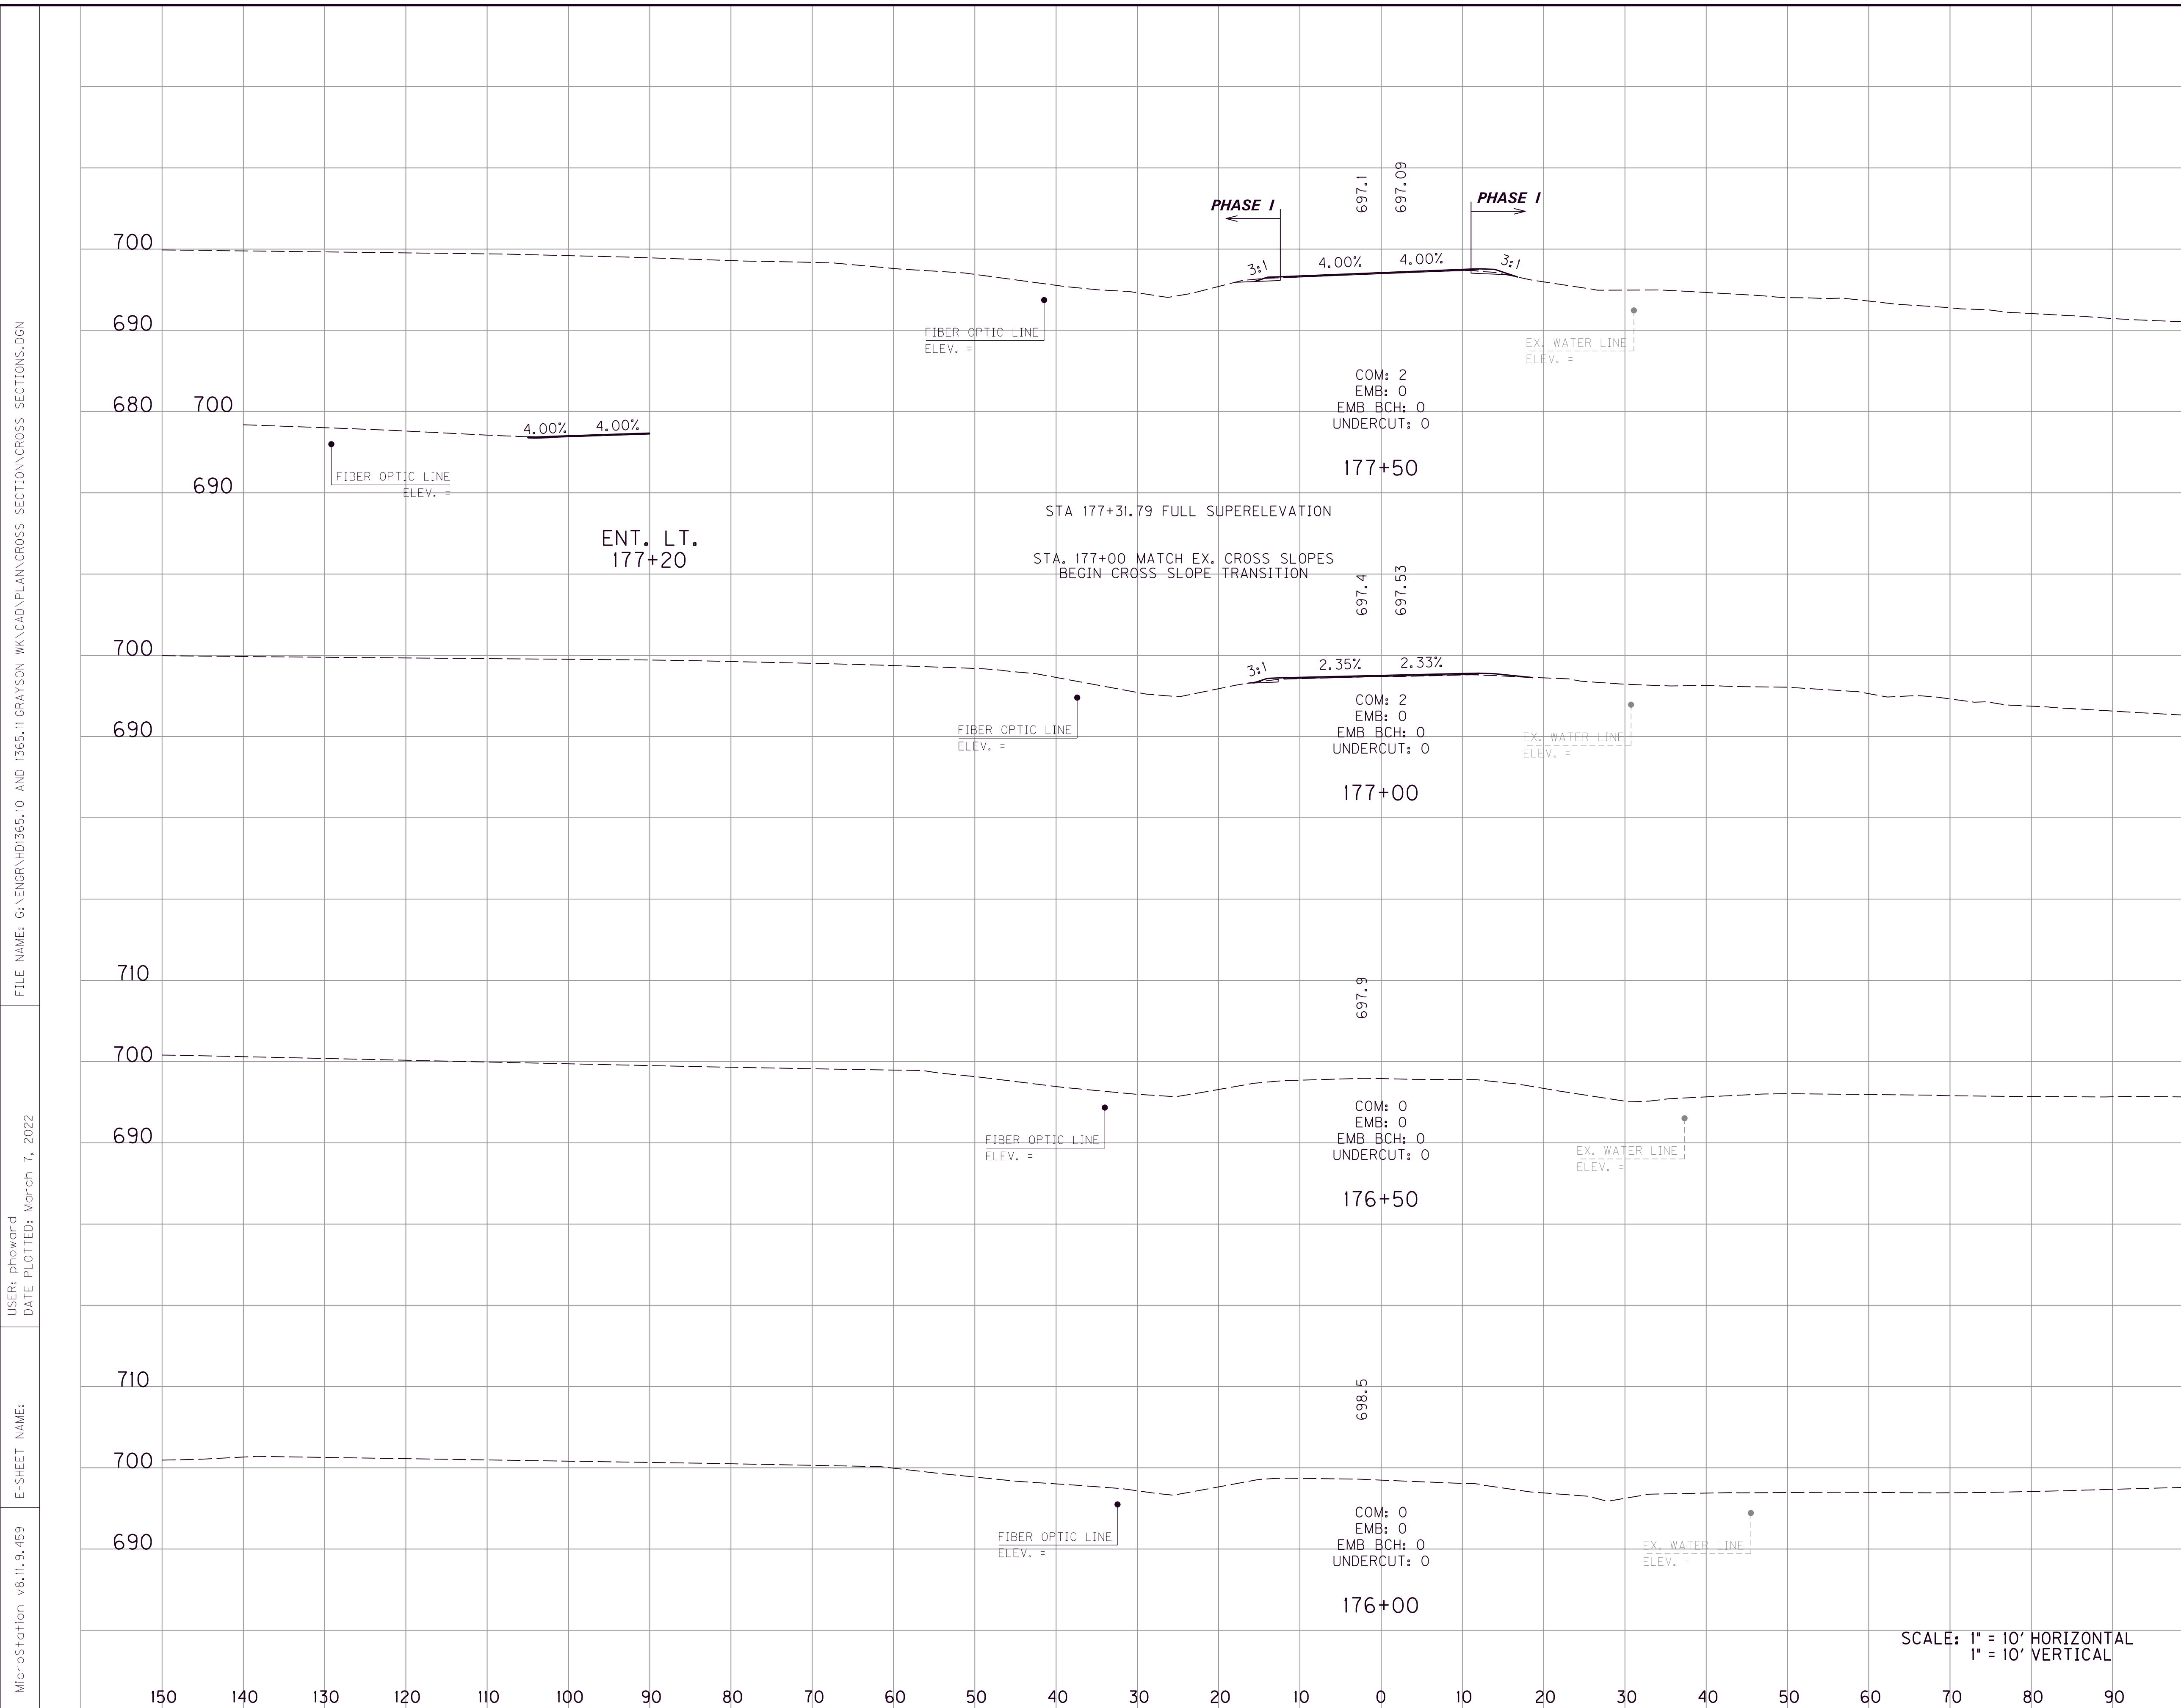 697.1
697.09
PHASE I
PHASE I
700
3:1
4.00%
4.00%
3:1
690
FIBER OPTIC LINE
ELEV. =
EX. WATER LINE
ELEV. =
COM: 2
EMB: 0
EMB BCH: 0
UNDERCUT: 0
177+50
680
700
4.00%
4.00%
FIBER OPTIC LINE
ELEV. =
690
ENT. LT.
177+20
STA 177+31.79 FULL SUPERELEVATION
STA. 177+00 MATCH EX. CROSS SLOPES
BEGIN CROSS SLOPE TRANSITION
697.4
697.53
700
3:1
2.35%
2.33%
690
FIBER OPTIC LINE
ELEV. =
COM: 2
EMB: 0
EMB BCH: 0
UNDERCUT: 0
EX. WATER LINE
ELEV. =
177+00
710
697.9
700
690
FIBER OPTIC LINE
ELEV. =
COM: 0
EMB: 0
EMB BCH: 0
UNDERCUT: 0
EX. WATER LINE
ELEV. =
176+50
710
698.5
700
690
FIBER OPTIC LINE
ELEV. =
COM: 0
EMB: 0
EMB BCH: 0
UNDERCUT: 0
EX. WATER LINE
ELEV. =
176+00
SCALE: 1" = 10' HORIZONTAL
1" = 10' VERTICAL
150 140 130 120 110 100 90 80 70 60 50 40 30 20 10 0 10 20 30 40 50 60 70 80 90
FILE NAME: G:\ENGR\HD1365.10 AND 1365.11 GRAYSON WK\CAD\PLAN\CROSS SECTION\CROSS SECTIONS.DGN
USER: phoward
DATE PLOTTED: March 7, 2022
E-SHEET NAME:
MicroStation v8.11.9.459